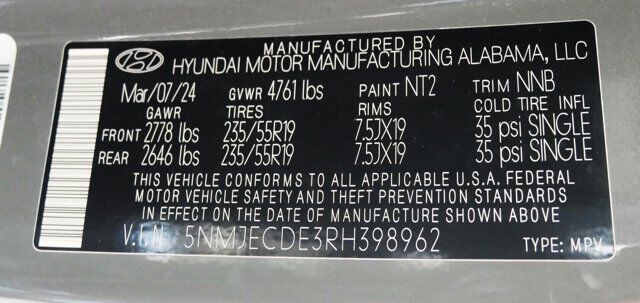 MANUFACTURED BY
HYUNDAI MOTOR MANUFACTURING ALABAMA, LLC
Mar/07/24 GVWR 4761 lbs PAINT NT2 TRIM NNB
GAWR TIRES RIMS COLD TIRE INFL
FRONT 2778 lbs 235/55R19 7.5JX19 35 psi SINGLE
REAR 2646 lbs 235/55R19 7.5JX19 35 psi SINGLE
THIS VEHICLE CONFORMS TO ALL APPLICABLE U.S.A. FEDERAL
MOTOR VEHICLE SAFETY AND THEFT PREVENTION STANDARDS
IN EFFECT ON THE DATE OF MANUFACTURE SHOWN ABOVE
V.I.N. 5NMJECDE3RH398962 TYPE: MPV